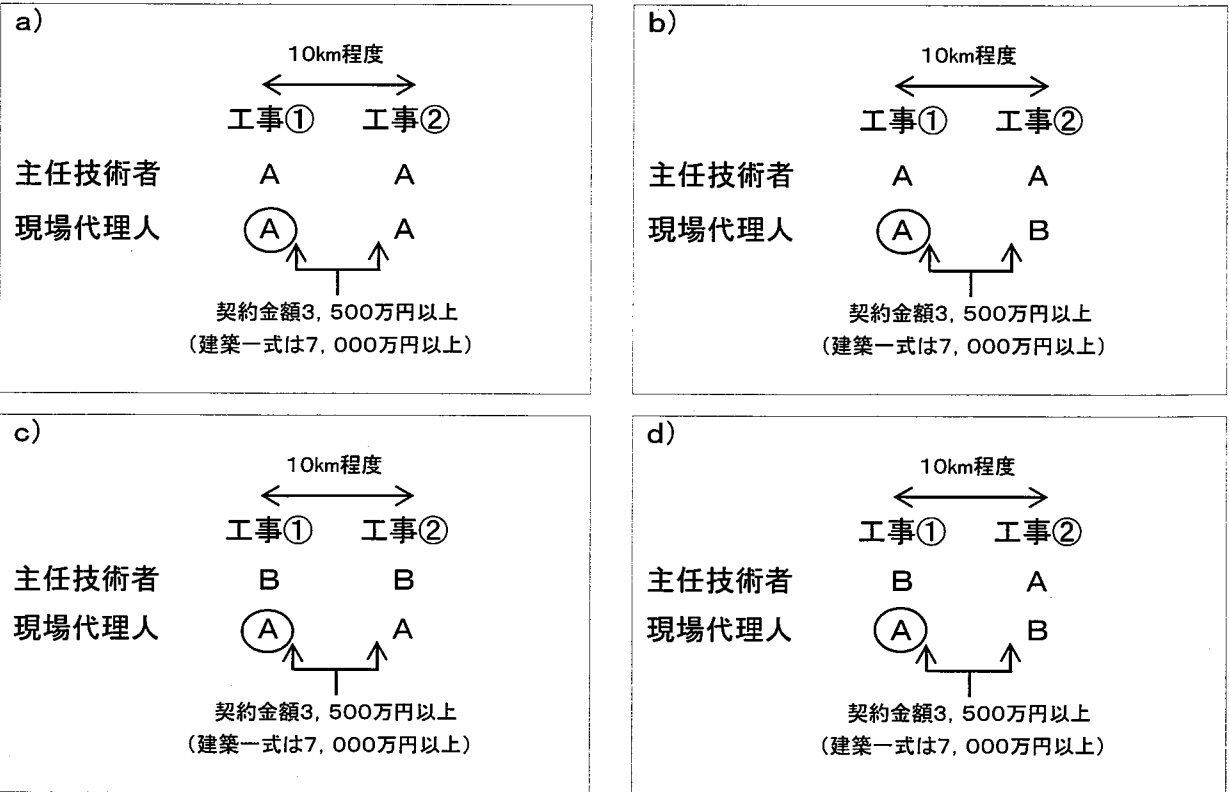 a)
10km程度
工事① 工事②
主任技術者 A A
現場代理人 A A
契約金額3,500万円以上
(建築一式は7,000万円以上)
b)
10km程度
工事① 工事②
主任技術者 A A
現場代理人 A B
契約金額3,500万円以上
(建築一式は7,000万円以上)
c)
10km程度
工事① 工事②
主任技術者 B B
現場代理人 A A
契約金額3,500万円以上
(建築一式は7,000万円以上)
d)
10km程度
工事① 工事②
主任技術者 B A
現場代理人 A B
契約金額3,500万円以上
(建築一式は7,000万円以上)